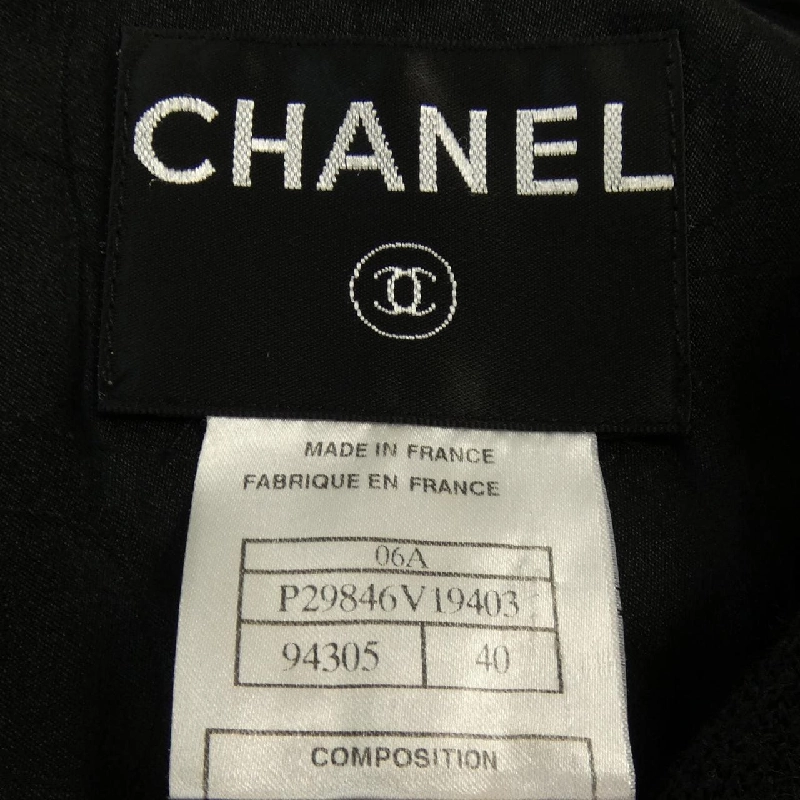 CHANEL
MADE IN FRANCE
FABRIQUE EN FRANCE
06A
P29846V19403
94305 40
COMPOSITION